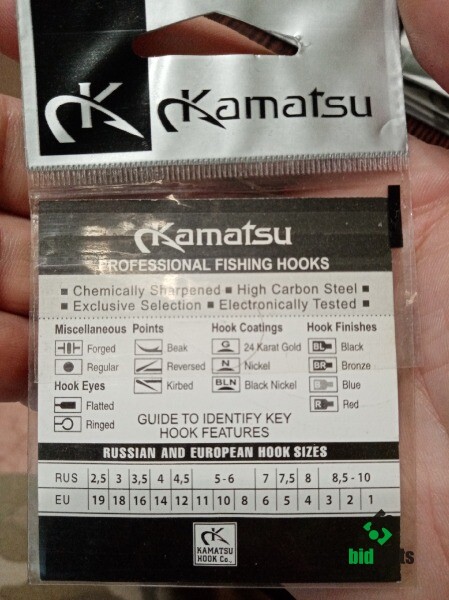 K Kamatsu
Kamatsu
PROFESSIONAL FISHING HOOKS
■ Chemically Sharpened ■ High Carbon Steel ■
■ Exclusive Selection ■ Electronically Tested ■
Miscellaneous Points Hook Coatings Hook Finishes
Forged Beak G 24 Karat Gold BL Black
Regular Reversed N Nickel BR Bronze
Hook Eyes Kirbed BLN Black Nickel Blue
Flatted R Red
Ringed
GUIDE TO IDENTIFY KEY
HOOK FEATURES
RUSSIAN AND EUROPEAN HOOK SIZES
RUS 2,5 3 3,5 4 4,5 5-6 7 7,5 8 8,5 - 10
EU 19 18 16 14 12 11 10 8 6 5 4 3 2 1
K
KAMATSU
HOOK Co.,
bid ts